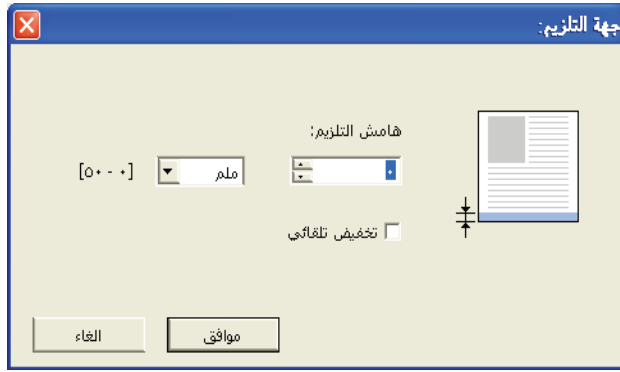 جهة التلزيم:
هامش التلزيم:
٠ ملم [٠ - ٥٠]
تخفيض تلقائي
موافق الغاء